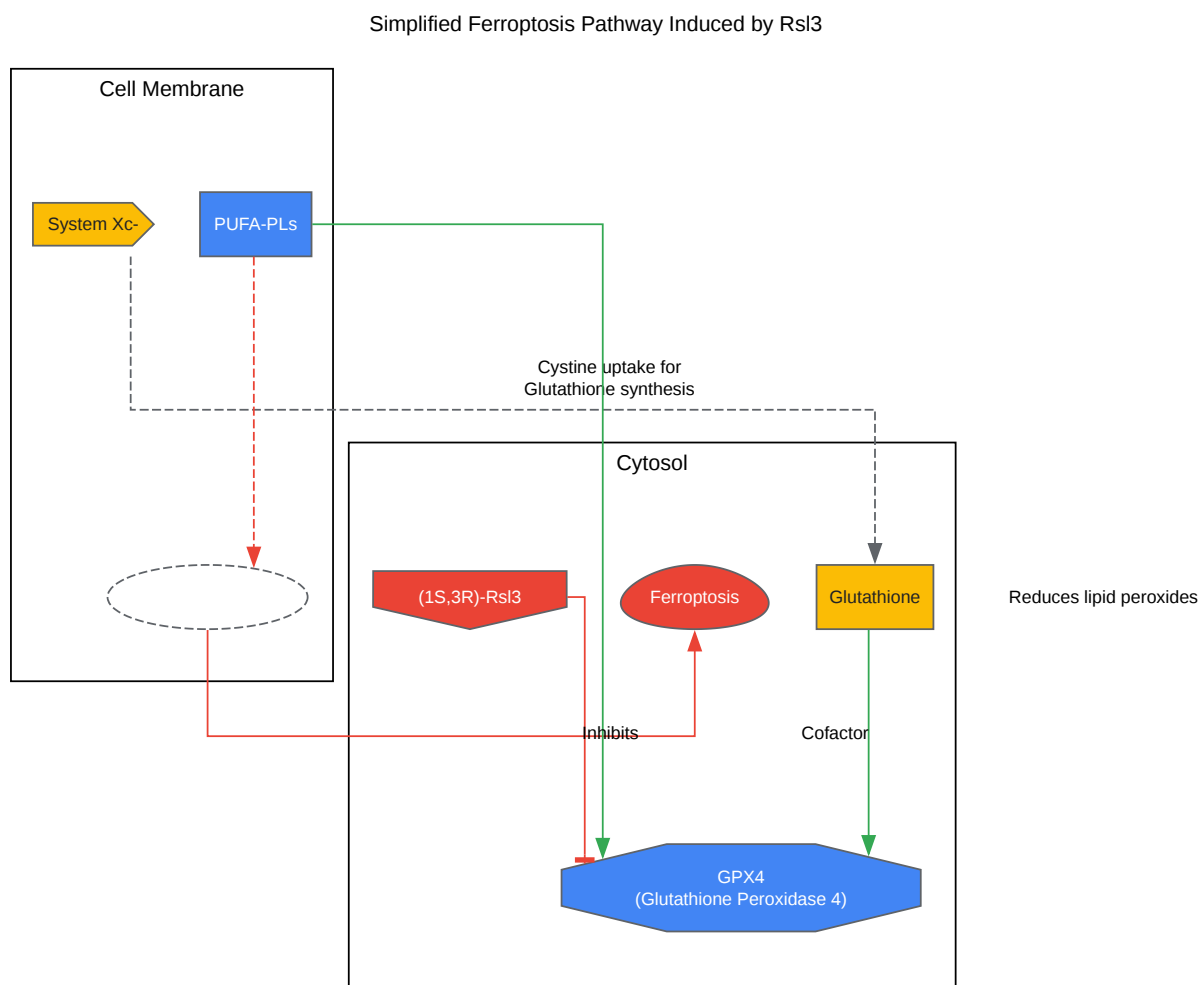 Simplified Ferroptosis Pathway Induced by Rsl3
Cell Membrane
System Xc-
PUFA-PLs
Cystine uptake for
Glutathione synthesis
Cytosol
(1S,3R)-Rsl3
Ferroptosis
Glutathione
Reduces lipid peroxides
Inhibits
Cofactor
GPX4
(Glutathione Peroxidase 4)